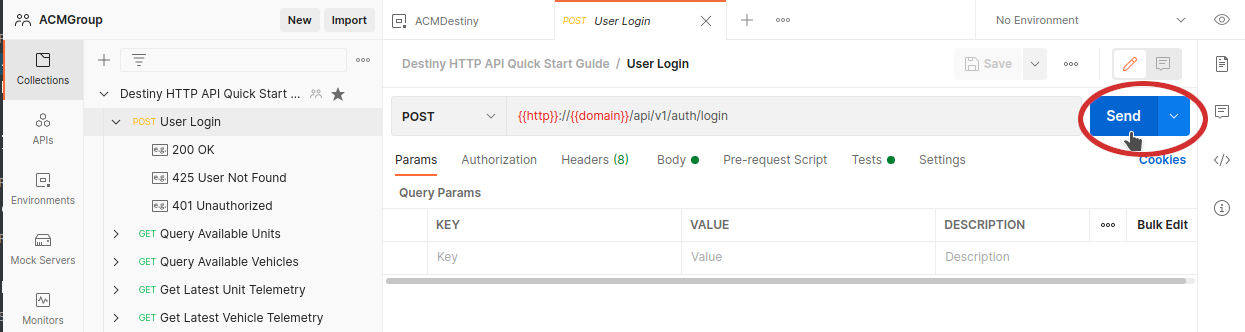 ACMGroup
New
Import
ACMDestiny
POST User Login
No Environment
Collections
APIs
Environments
Mock Servers
Monitors
Destiny HTTP API Quick Start ...
POST User Login
e.g. 200 OK
e.g. 425 User Not Found
e.g. 401 Unauthorized
GET Query Available Units
GET Query Available Vehicles
GET Get Latest Unit Telemetry
GET Get Latest Vehicle Telemetry
Destiny HTTP API Quick Start Guide / User Login
Save
POST
{{http}}://{{domain}}/api/v1/auth/login
Send
Params Authorization Headers (8) Body Pre-request Script Tests Settings Cookies
Query Params
KEY VALUE DESCRIPTION Bulk Edit
Key Value Description